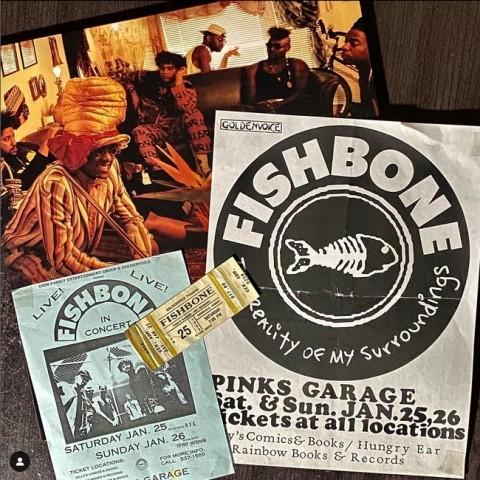 GOLDENVOICE
FISHBONE
THE REALITY OF MY SURROUNDINGS
PINKS GARAGE
Sat. & Sun. JAN.25,26
tickets at all locations
y's Comics & Books / Hungry Ear
Rainbow Books & Records
LIVE!
LIVE!
FISHBONE
IN
CONCERT
SATURDAY JAN. 25
SUNDAY JAN. 26
TICKET LOCATIONS:
FOR MORE INFO.
CALL:
GARAGE
FISHBONE
25